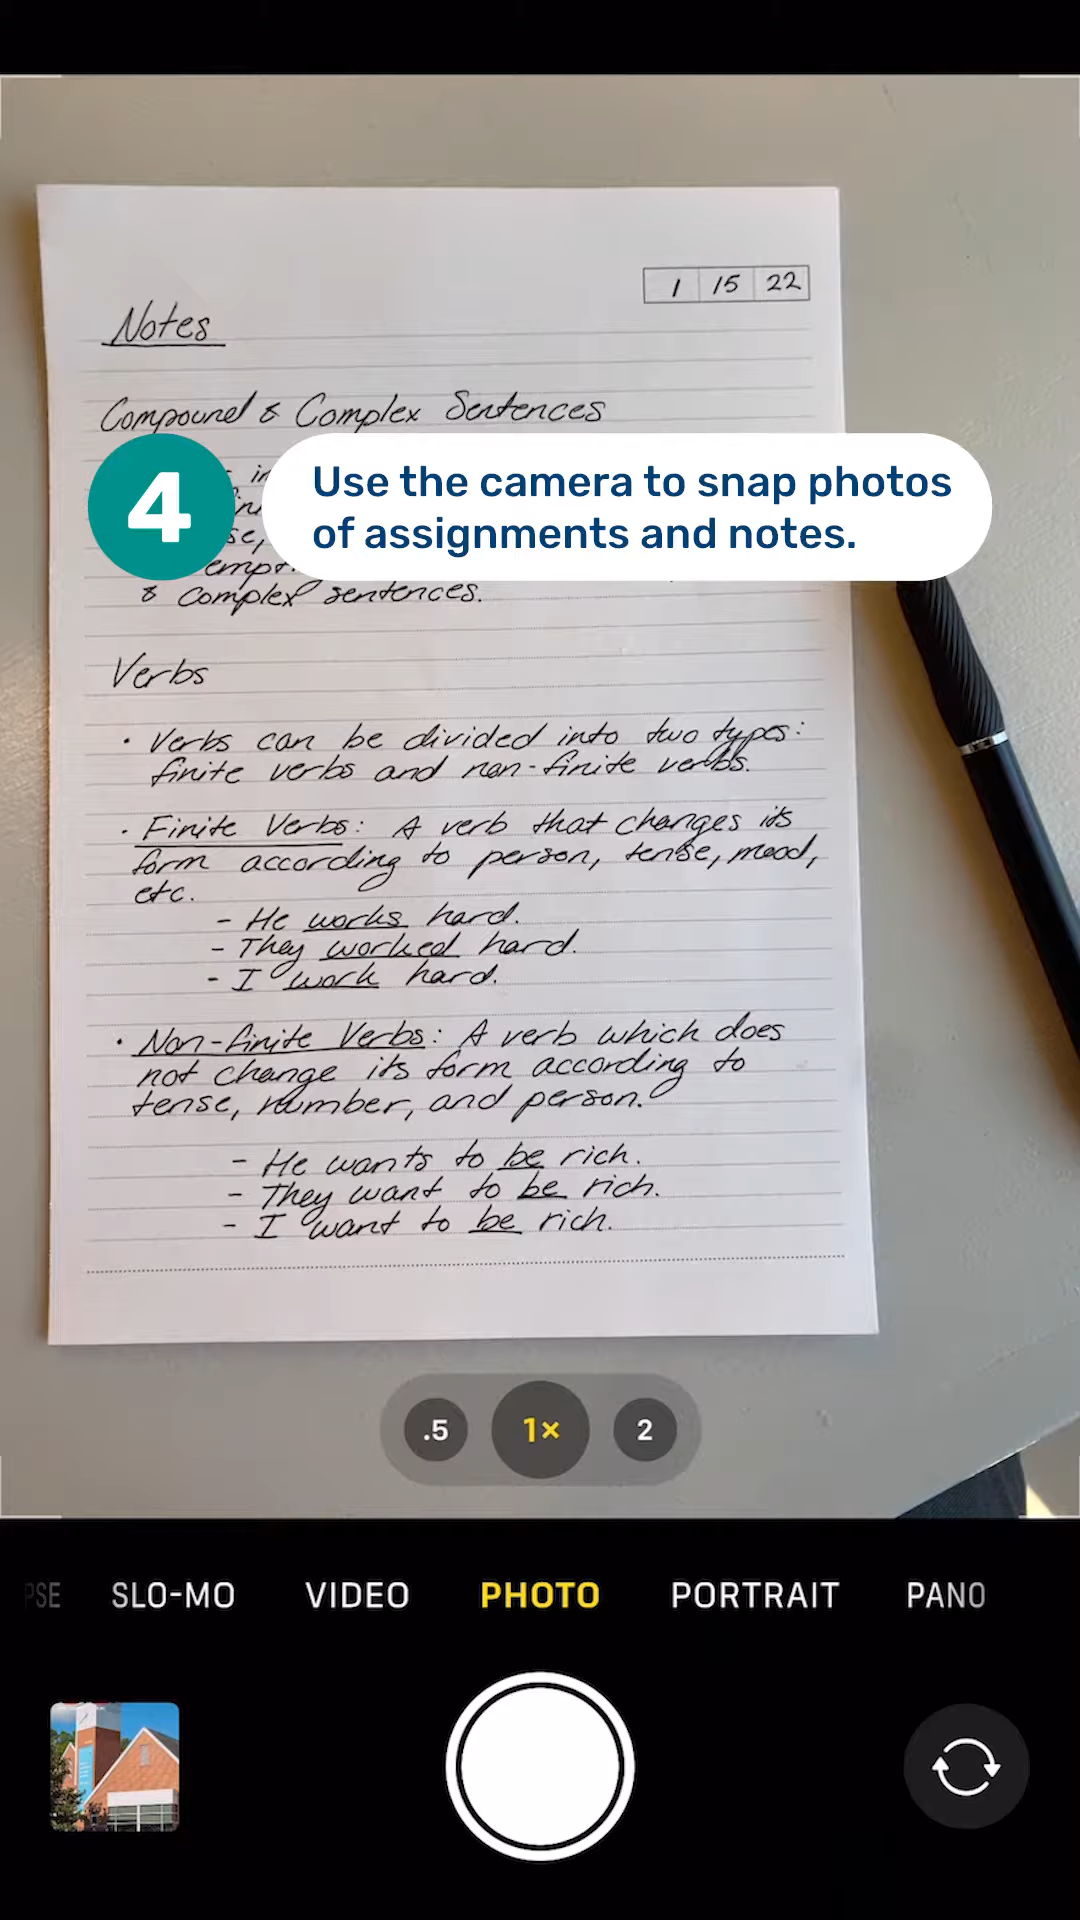 1 15 22
Notes
Compound & Complex Sentences
4
Use the camera to snap photos
of assignments and notes.
& complex sentences.
Verbs
· Verbs can be divided into two types:
finite verbs and non-finite verbs.
· Finite Verbs: A verb that changes its
form according to person, tense, mood,
etc.
- He works hard.
- They worked hard.
- I work hard.
· Non-finite Verbs: A verb which does
not change its form according to
tense, number, and person.
- He wants to be rich.
- They want to be rich.
- I want to be rich.
.5 1× 2
PSE SLO-MO VIDEO PHOTO PORTRAIT PANO